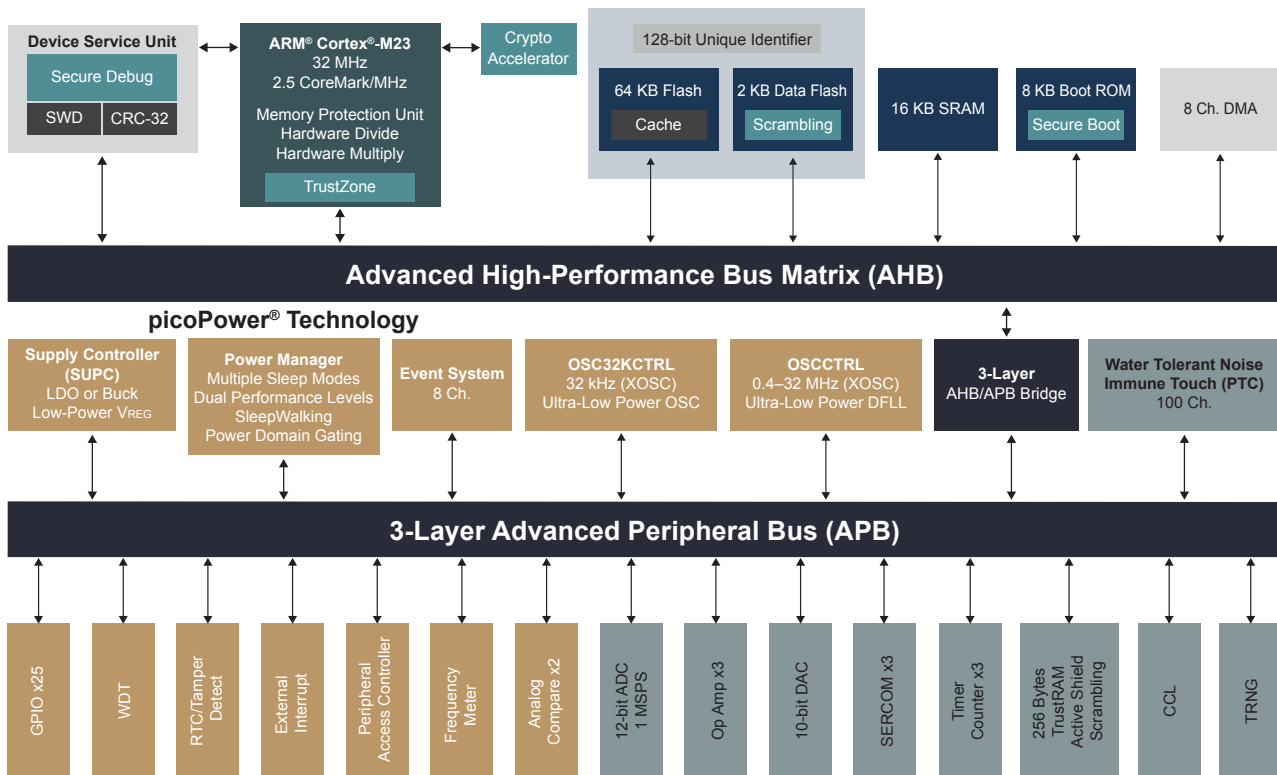 Device Service Unit
Secure Debug
SWD
CRC-32
ARM® Cortex®-M23
32 MHz
2.5 CoreMark/MHz
Memory Protection Unit
Hardware Divide
Hardware Multiply
TrustZone
Crypto
Accelerator
128-bit Unique Identifier
64 KB Flash
Cache
2 KB Data Flash
Scrambling
16 KB SRAM
8 KB Boot ROM
Secure Boot
8 Ch. DMA
Advanced High-Performance Bus Matrix (AHB)
picoPower® Technology
Supply Controller
(SUPC)
LDO or Buck
Low-Power VREG
Power Manager
Multiple Sleep Modes
Dual Performance Levels
SleepWalking
Power Domain Gating
Event System
8 Ch.
OSC32KCTRL
32 kHz (XOSC)
Ultra-Low Power OSC
OSCCTRL
0.4–32 MHz (XOSC)
Ultra-Low Power DFLL
3-Layer
AHB/APB Bridge
Water Tolerant Noise
Immune Touch (PTC)
100 Ch.
3-Layer Advanced Peripheral Bus (APB)
GPIO x25
WDT
RTC/Tamper
Detect
External
Interrupt
Peripheral
Access Controller
Frequency
Meter
Analog
Compare x2
12-bit ADC
1 MSPS
Op Amp x3
10-bit DAC
SERCOM x3
Timer
Counter x3
256 Bytes
TrustRAM
Active Shield
Scrambling
CCL
TRNG